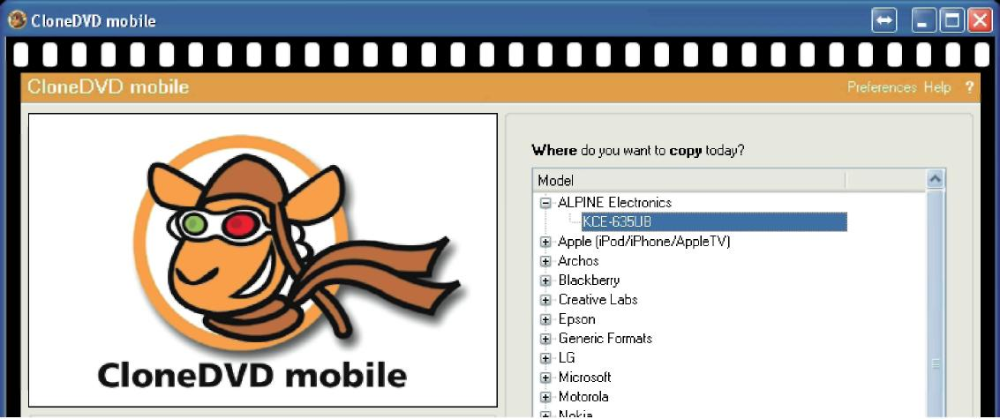 CloneDVD mobile
CloneDVD mobile
Preferences Help ?
CloneDVD mobile
Where do you want to copy today?
Model
ALPINE Electronics
KCE-635UB
Apple (iPod/iPhone/AppleTV)
Archos
Blackberry
Creative Labs
Epson
Generic Formats
LG
Microsoft
Motorola
Nokia